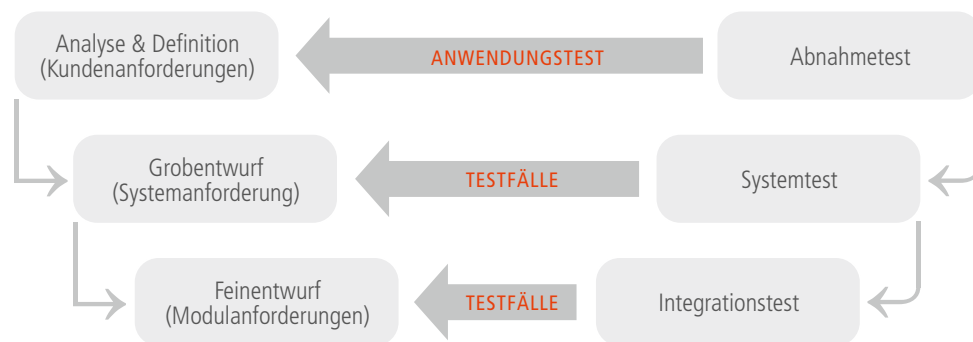 Analyse & Definition
(Kundenanforderungen)
ANWENDUNGSTEST
Abnahmetest
Grobentwurf
(Systemanforderung)
TESTFÄLLE
Systemtest
Feinentwurf
(Modulanforderungen)
TESTFÄLLE
Integrationstest